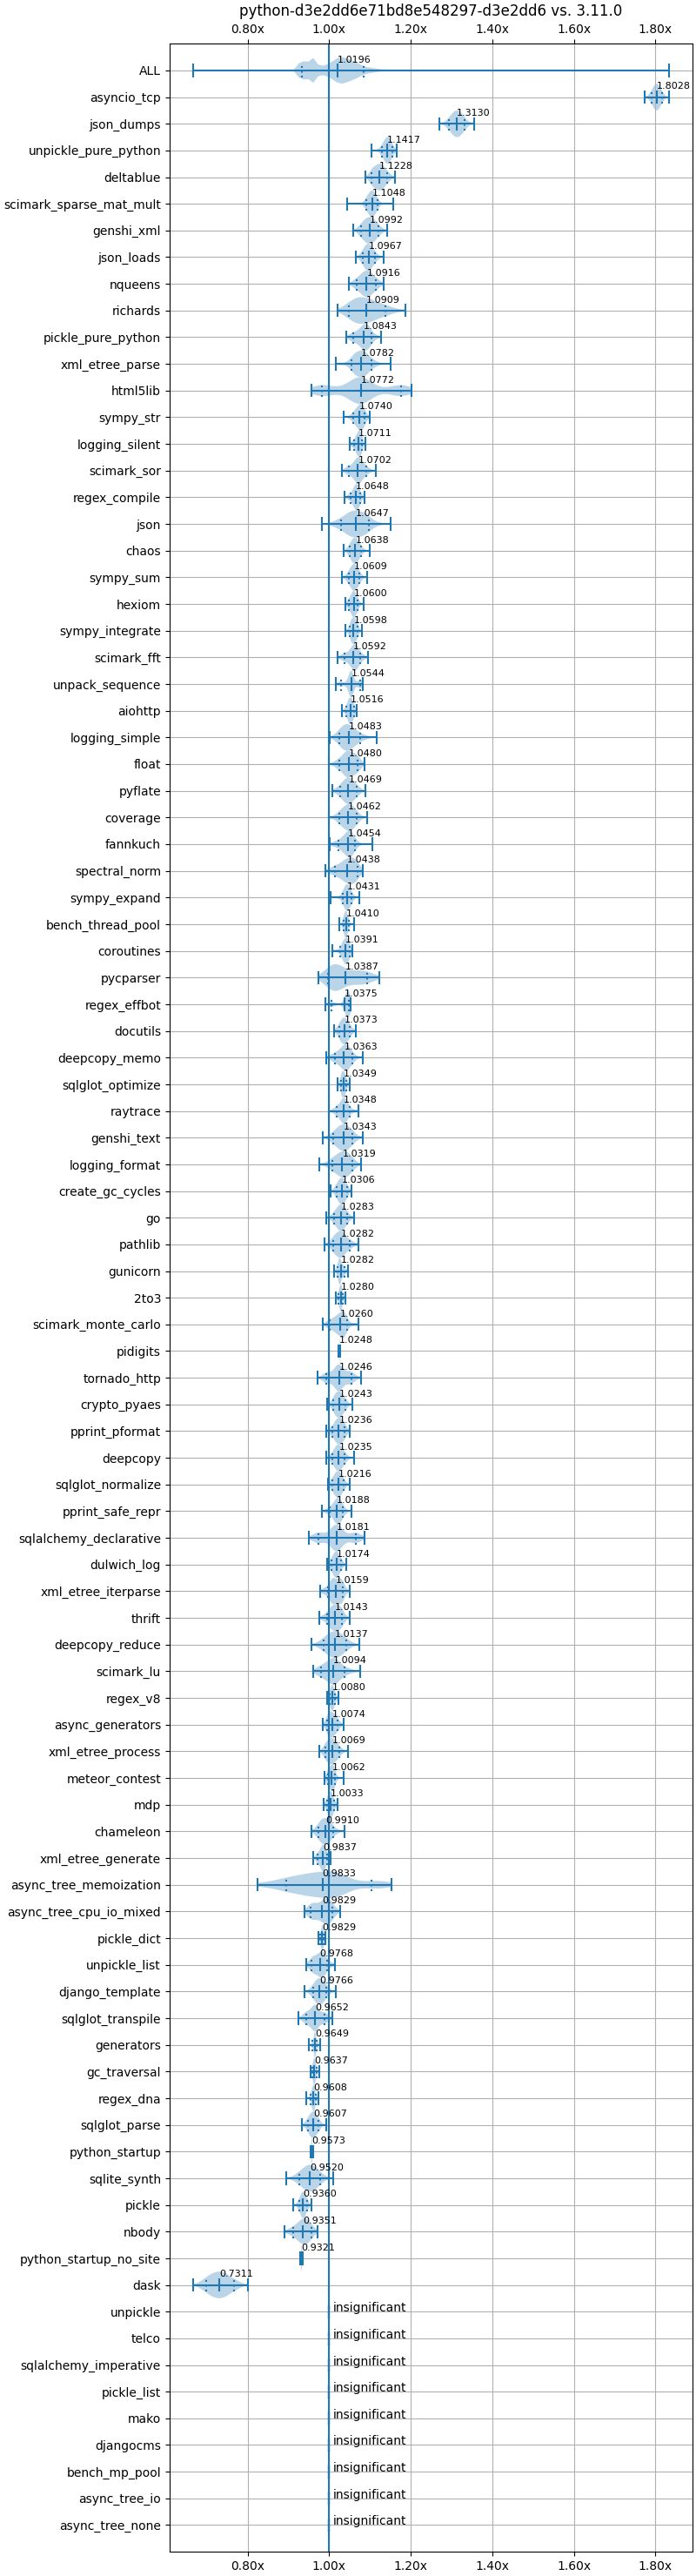 python-d3e2dd6e71bd8e548297-d3e2dd6 vs. 3.11.0
0.80x 1.00x 1.20x 1.40x 1.60x 1.80x
ALL 1.0196
asyncio_tcp 1.8028
json_dumps 1.3130
unpickle_pure_python 1.1417
deltablue 1.1228
scimark_sparse_mat_mult 1.1048
genshi_xml 1.0992
json_loads 1.0967
nqueens 1.0916
richards 1.0909
pickle_pure_python 1.0843
xml_etree_parse 1.0782
html5lib 1.0772
sympy_str 1.0740
logging_silent 1.0711
scimark_sor 1.0702
regex_compile 1.0648
json 1.0647
chaos 1.0638
sympy_sum 1.0609
hexiom 1.0600
sympy_integrate 1.0598
scimark_fft 1.0592
unpack_sequence 1.0544
aiohttp 1.0516
logging_simple 1.0483
float 1.0480
pyflate 1.0469
coverage 1.0462
fannkuch 1.0454
spectral_norm 1.0438
sympy_expand 1.0431
bench_thread_pool 1.0410
coroutines 1.0391
pycparser 1.0387
regex_effbot 1.0375
docutils 1.0373
deepcopy_memo 1.0363
sqlglot_optimize 1.0349
raytrace 1.0348
genshi_text 1.0343
logging_format 1.0319
create_gc_cycles 1.0306
go 1.0283
pathlib 1.0282
gunicorn 1.0282
2to3 1.0280
scimark_monte_carlo 1.0260
pidigits 1.0248
tornado_http 1.0246
crypto_pyaes 1.0243
pprint_pformat 1.0236
deepcopy 1.0235
sqlglot_normalize 1.0216
pprint_safe_repr 1.0188
sqlalchemy_declarative 1.0181
dulwich_log 1.0174
xml_etree_iterparse 1.0159
thrift 1.0143
deepcopy_reduce 1.0137
scimark_lu 1.0094
regex_v8 1.0080
async_generators 1.0074
xml_etree_process 1.0069
meteor_contest 1.0062
mdp 1.0033
chameleon 0.9910
xml_etree_generate 0.9837
async_tree_memoization 0.9833
async_tree_cpu_io_mixed 0.9829
pickle_dict 0.9829
unpickle_list 0.9768
django_template 0.9766
sqlglot_transpile 0.9652
generators 0.9649
gc_traversal 0.9637
regex_dna 0.9608
sqlglot_parse 0.9607
python_startup 0.9573
sqlite_synth 0.9520
pickle 0.9360
nbody 0.9351
python_startup_no_site 0.9321
dask 0.7311
unpickle insignificant
telco insignificant
sqlalchemy_imperative insignificant
pickle_list insignificant
mako insignificant
djangocms insignificant
bench_mp_pool insignificant
async_tree_io insignificant
async_tree_none insignificant
0.80x 1.00x 1.20x 1.40x 1.60x 1.80x